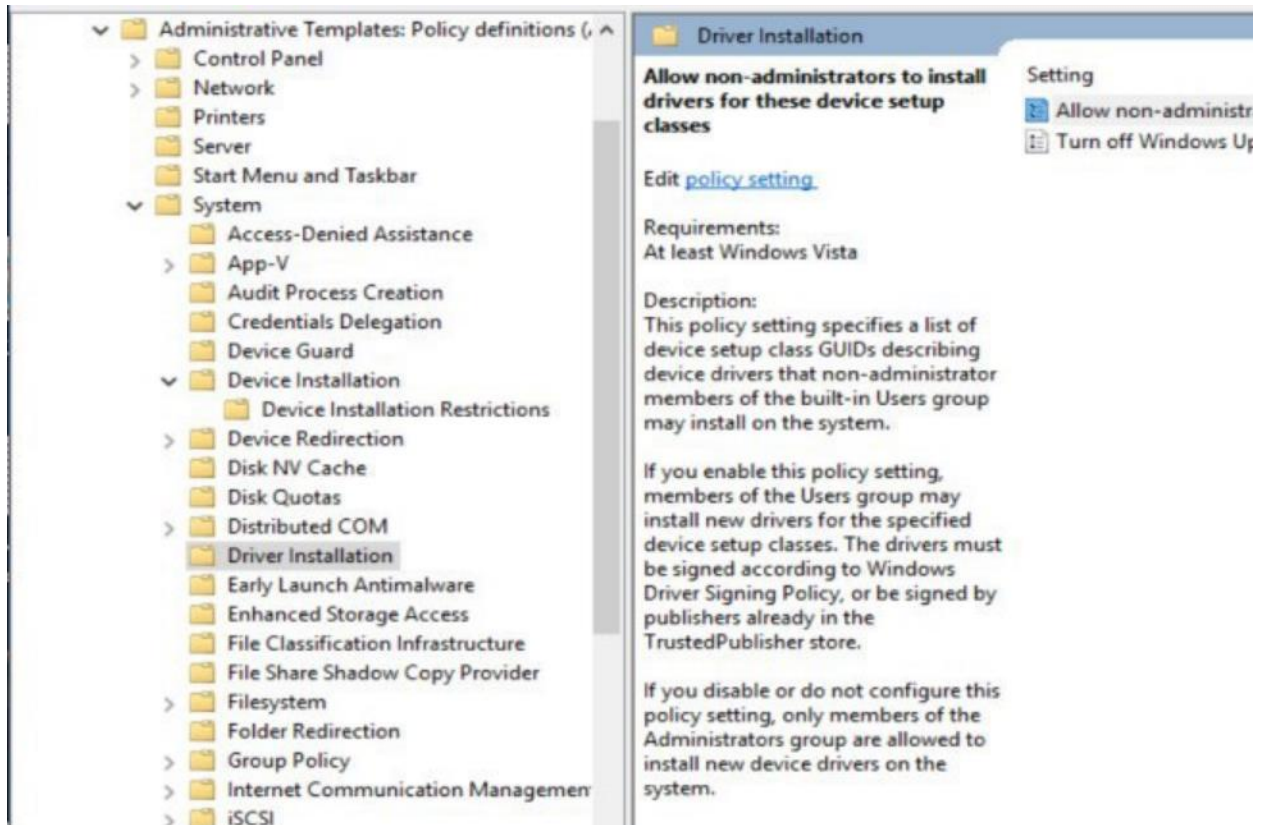 Administrative Templates: Policy definitions (
Control Panel
Network
Printers
Server
Start Menu and Taskbar
System
Access-Denied Assistance
App-V
Audit Process Creation
Credentials Delegation
Device Guard
Device Installation
Device Installation Restrictions
Device Redirection
Disk NV Cache
Disk Quotas
Distributed COM
Driver Installation
Early Launch Antimalware
Enhanced Storage Access
File Classification Infrastructure
File Share Shadow Copy Provider
Filesystem
Folder Redirection
Group Policy
Internet Communication Managemen
iSCSI
Driver Installation
Allow non-administrators to install
drivers for these device setup
classes
Edit policy setting
Requirements:
At least Windows Vista
Description:
This policy setting specifies a list of
device setup class GUIDs describing
device drivers that non-administrator
members of the built-in Users group
may install on the system.
If you enable this policy setting,
members of the Users group may
install new drivers for the specified
device setup classes. The drivers must
be signed according to Windows
Driver Signing Policy, or be signed by
publishers already in the
TrustedPublisher store.
If you disable or do not configure this
policy setting, only members of the
Administrators group are allowed to
install new device drivers on the
system.
Setting
Allow non-administr
Turn off Windows Up